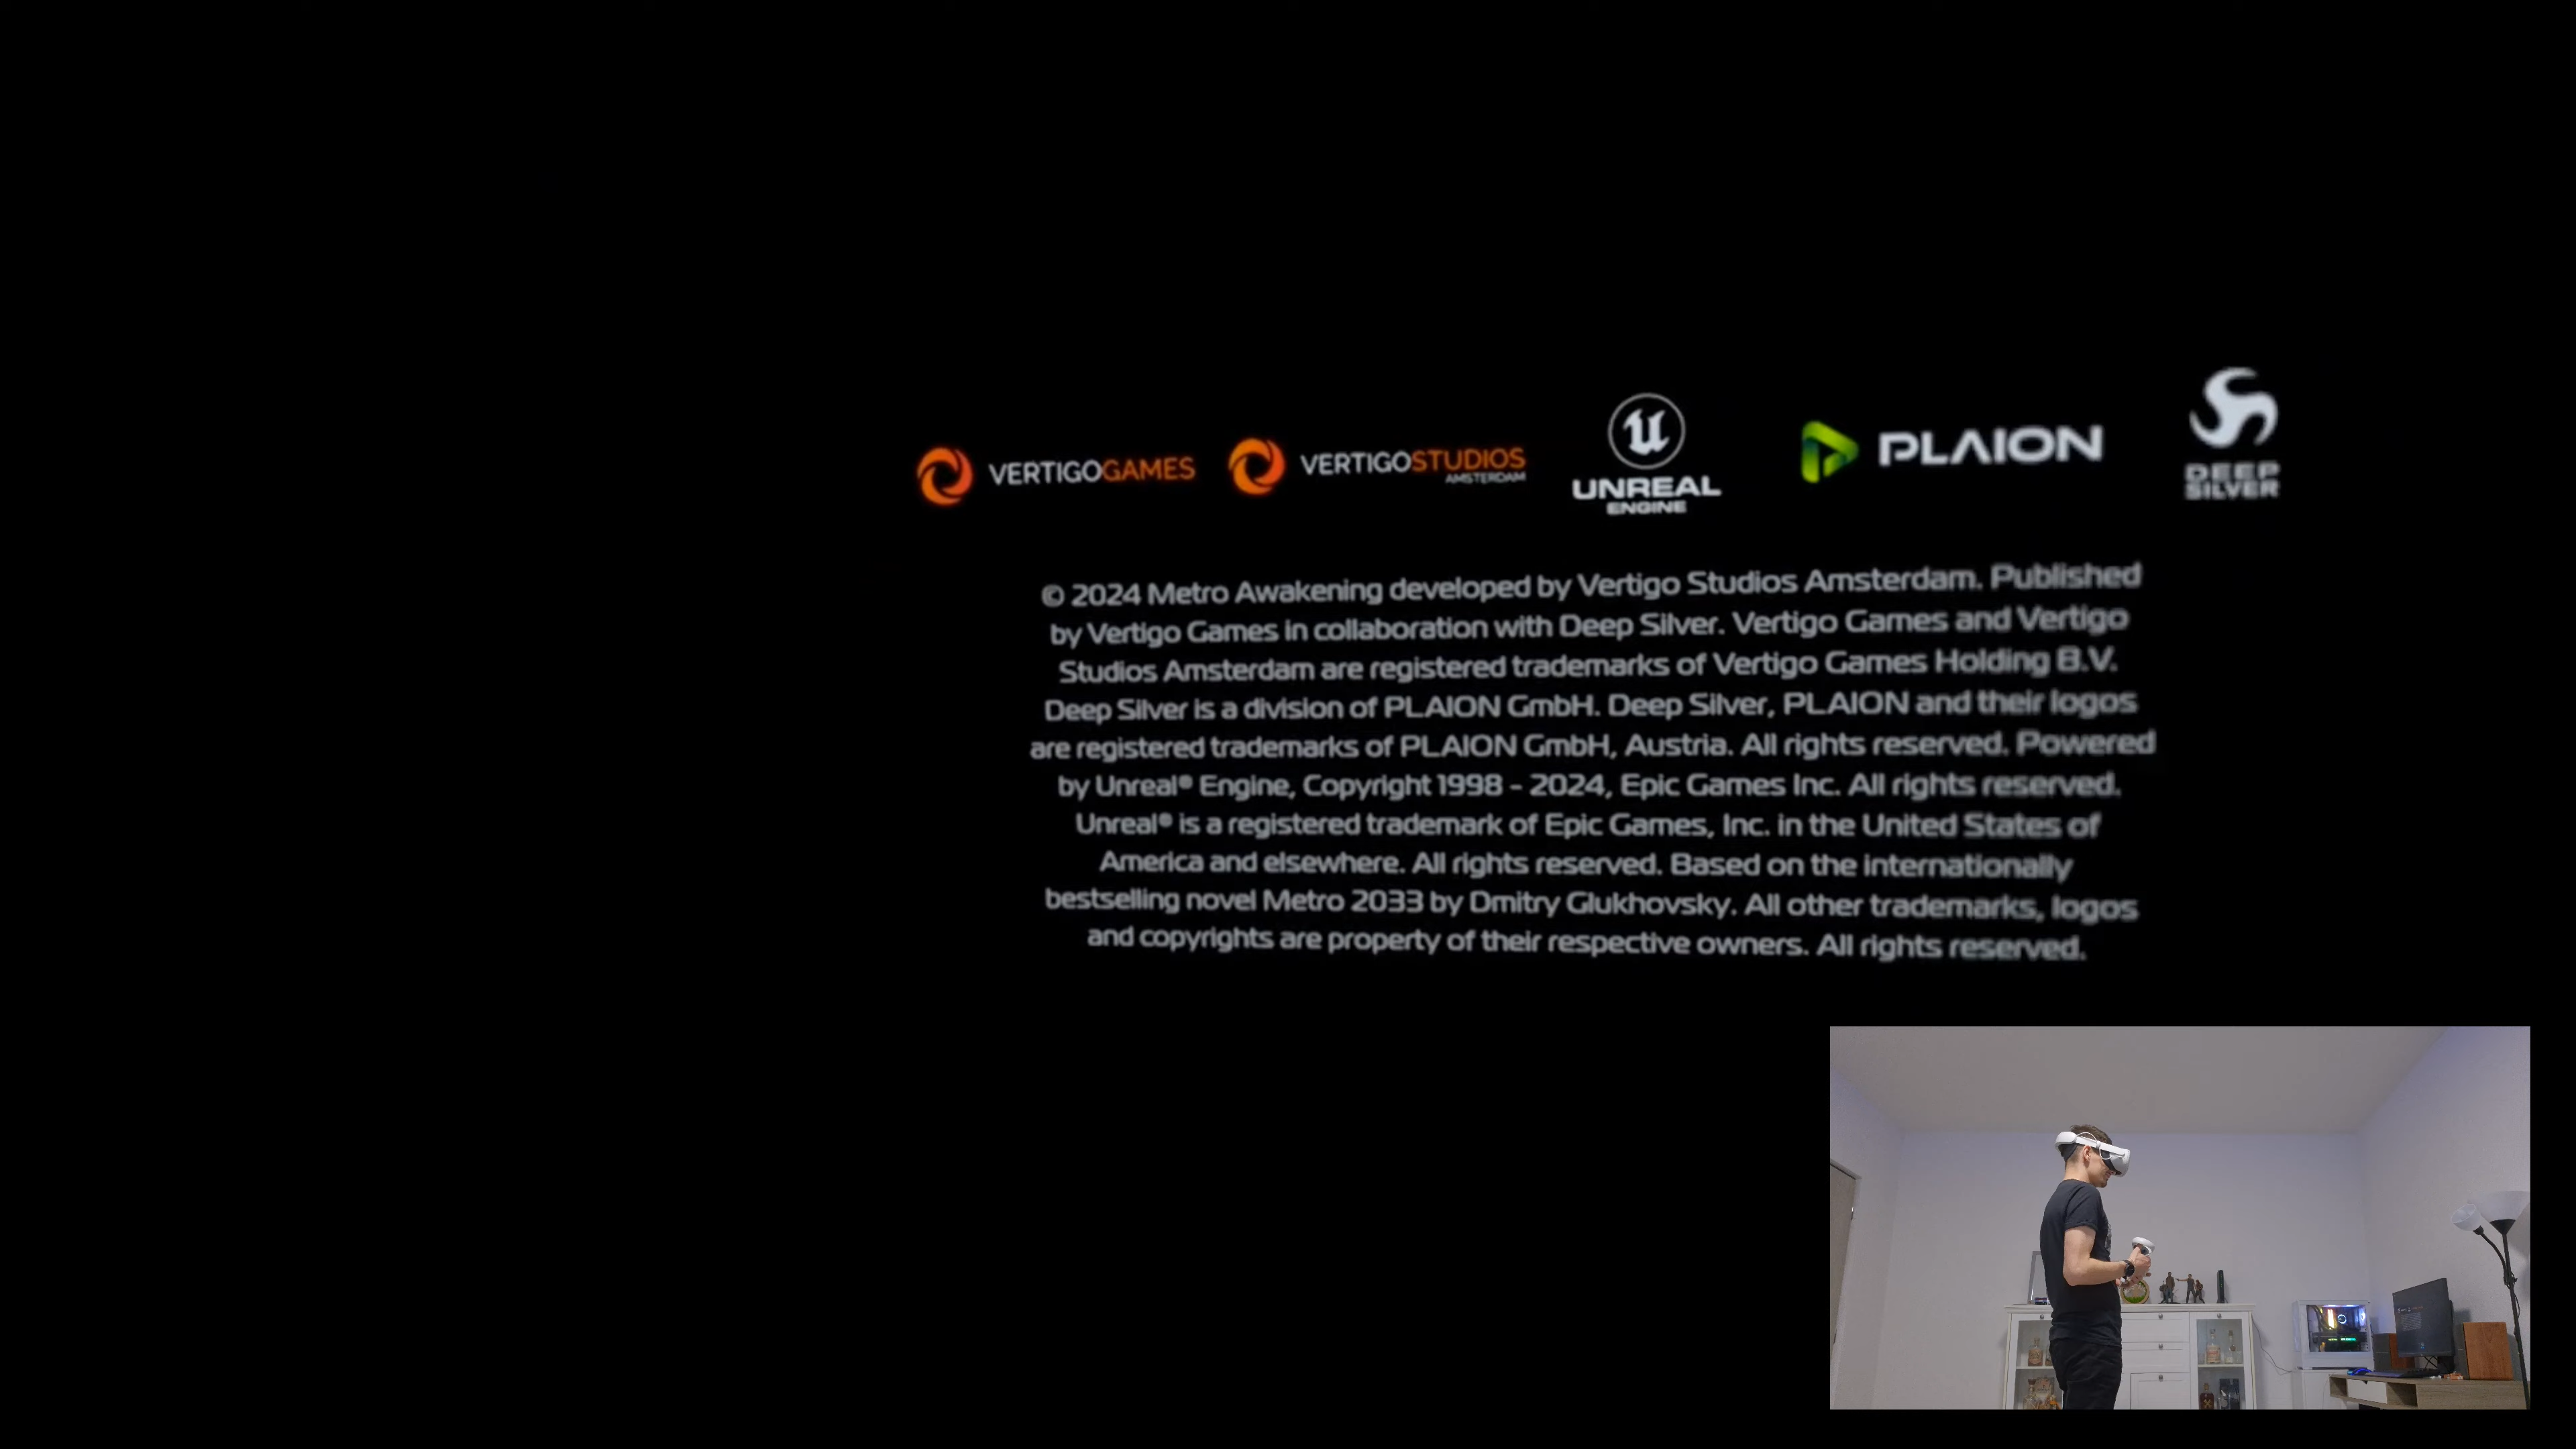 VERTIGOGAMES
VERTIGOSTUDIOS
AMSTERDAM
UNREAL
ENGINE
PLAION
DEEP
SILVER
© 2024 Metro Awakening developed by Vertigo Studios Amsterdam. Published
by Vertigo Games in collaboration with Deep Silver. Vertigo Games and Vertigo
Studios Amsterdam are registered trademarks of Vertigo Games Holding B.V.
Deep Silver is a division of PLAION GmbH. Deep Silver, PLAION and their logos
are registered trademarks of PLAION GmbH, Austria. All rights reserved. Powered
by Unreal® Engine, Copyright 1998 - 2024, Epic Games Inc. All rights reserved.
Unreal® is a registered trademark of Epic Games, Inc. in the United States of
America and elsewhere. All rights reserved. Based on the internationally
bestselling novel Metro 2033 by Dmitry Glukhovsky. All other trademarks, logos
and copyrights are property of their respective owners. All rights reserved.